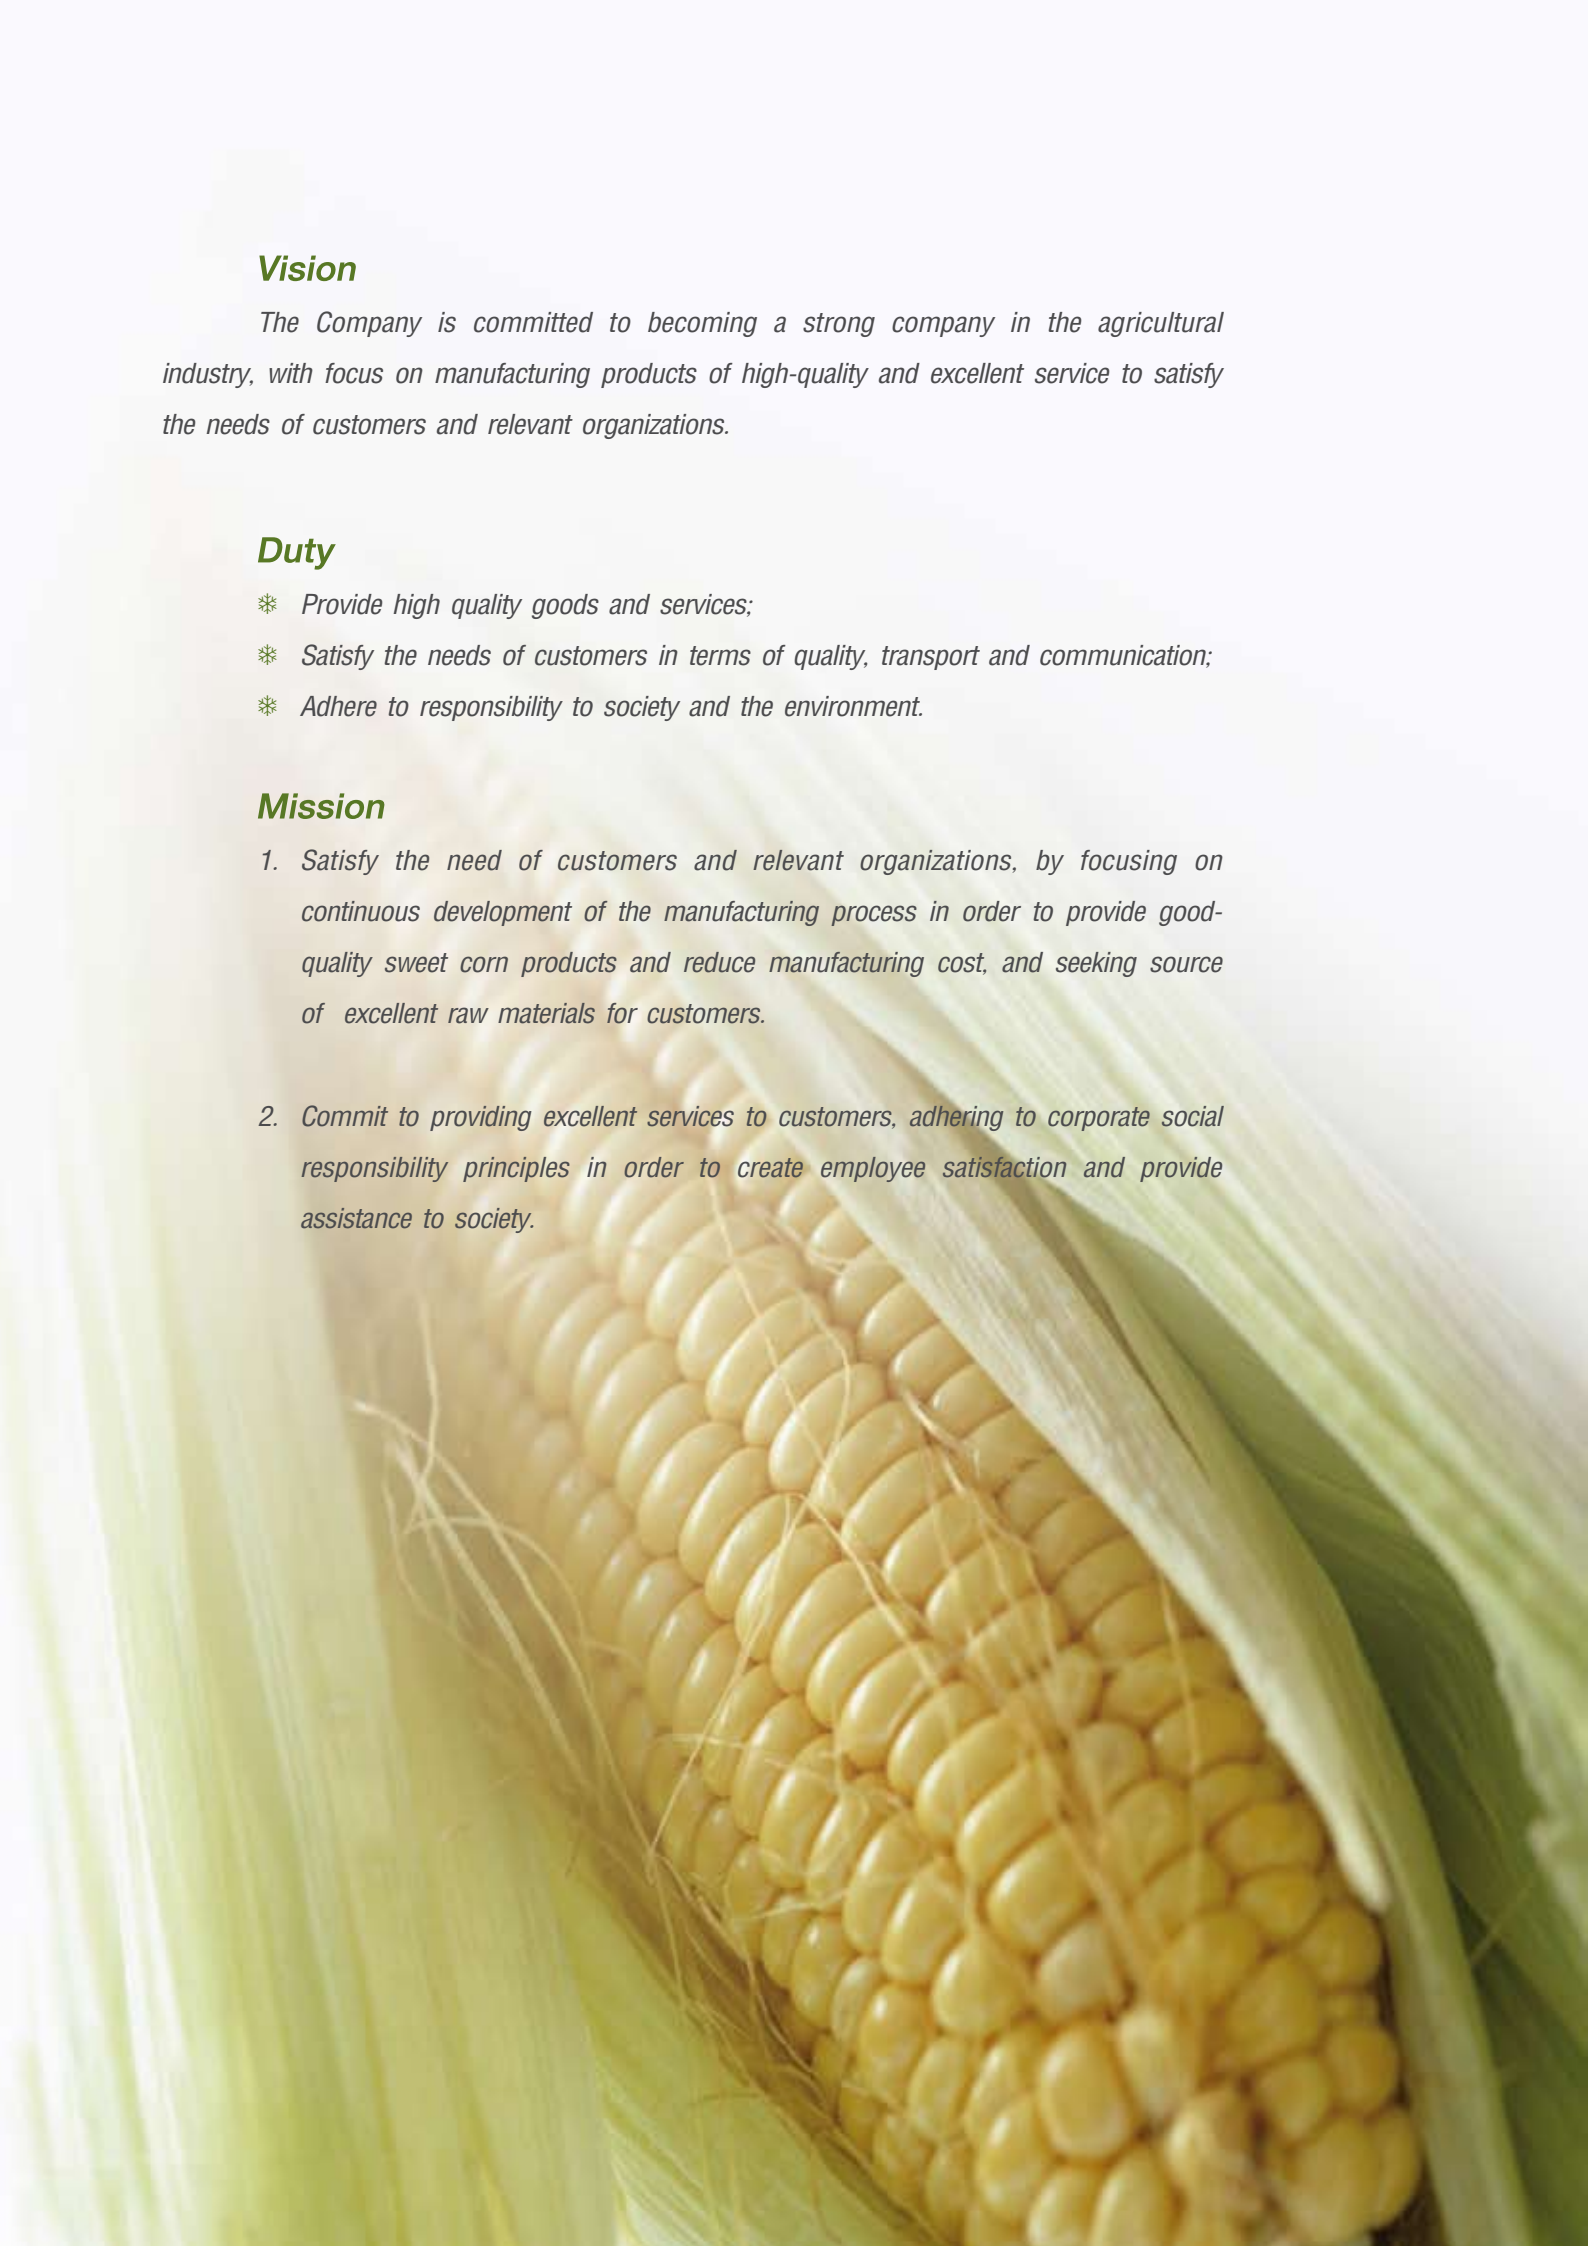 Vision
The Company is committed to becoming a strong company in the agricultural
industry, with focus on manufacturing products of high-quality and excellent service to satisfy
the needs of customers and relevant organizations.
Duty
❄ Provide high quality goods and services;
❄ Satisfy the needs of customers in terms of quality, transport and communication;
❄ Adhere to responsibility to society and the environment.
Mission
1. Satisfy the need of customers and relevant organizations, by focusing on
continuous development of the manufacturing process in order to provide good-
quality sweet corn products and reduce manufacturing cost, and seeking source
of excellent raw materials for customers.
2. Commit to providing excellent services to customers, adhering to corporate social
responsibility principles in order to create employee satisfaction and provide
assistance to society.